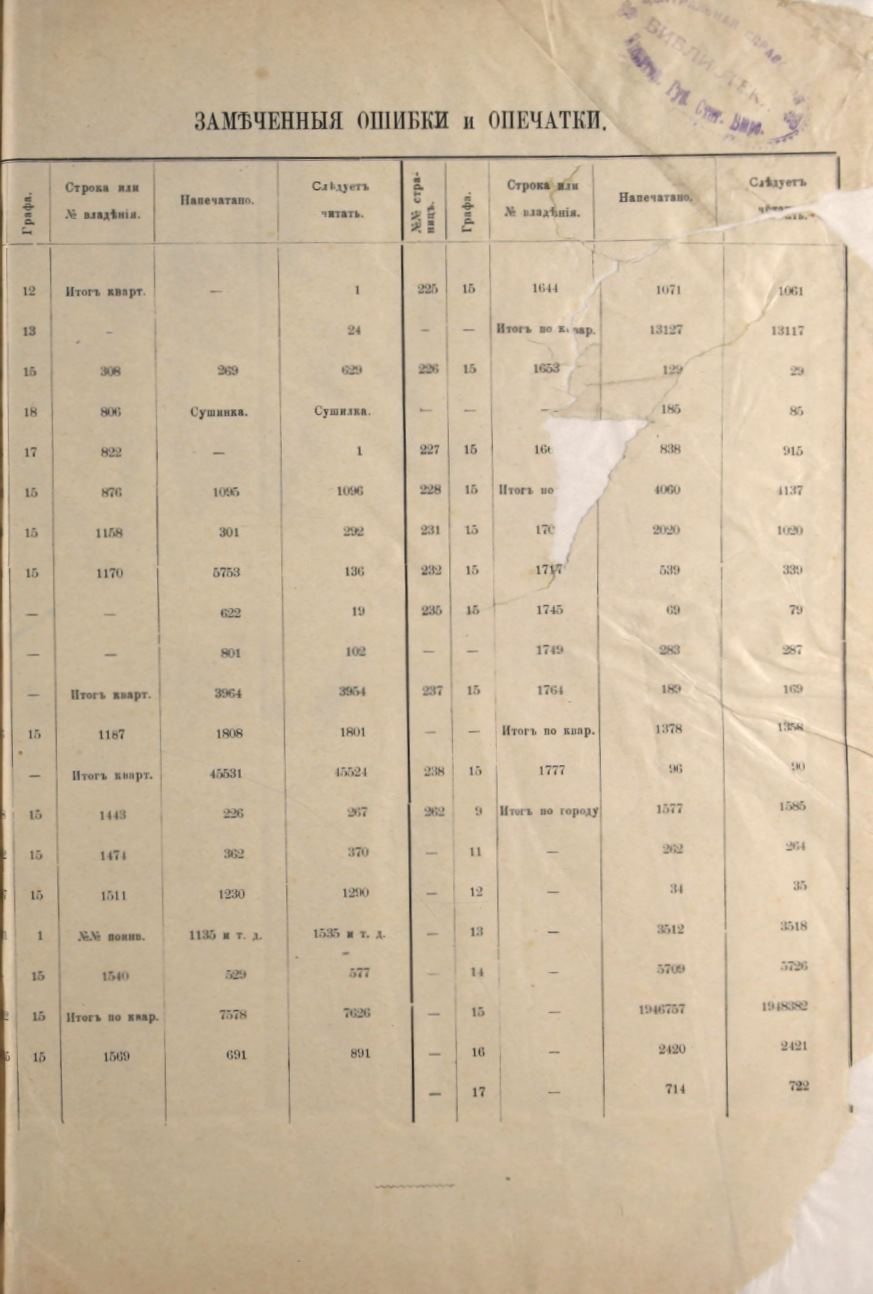 ЗАМѢЧЕННЫЯ ОШИБКИ и ОПЕЧАТКИ.
Графа. Строка или № владѣнія. Напечатано. Слѣдуетъ читать. №№ страницъ. Графа. Строка или № владѣнія. Напечатано. Слѣдуетъ
12 Итогъ кварт. — 1 225 15 1644 1071 1061
13 - 24 — — Итогъ по 13127 13117
15 308 269 629 226 15 1653 129 29
18 806 Сушинка. Сушилка. — — — 185 85
17 822 — 1 227 15 838 915
15 876 1095 1096 228 15 Итогъ по 4060 4137
15 1158 301 292 231 15 2020 1020
15 1170 5753 136 232 15 1717 539 339
— — 622 19 235 15 1745 69 79
— — 801 102 — — 1749 283 287
— Итогъ кварт. 3964 3954 237 15 1764 189 169
15 1187 1808 1801 — — Итогъ по квар. 1378 1358
— Итогъ кварт. 45531 45524 238 15 1777 96 90
15 1443 226 267 262 9 Итогъ по городу 1577 1585
15 1474 362 370 — 11 — 262 264
15 1511 1230 1290 — 12 — 34 35
1 №№ поимв. 1135 и т. д. 1535 и т. д. — 13 — 3512 3518
15 1540 529 577 — 14 — 5709 5726
15 Итогъ по квар. 7578 7626 — 15 — 1946757 1948382
15 1569 691 891 — 16 — 2420 2421
— 17 — 714 722